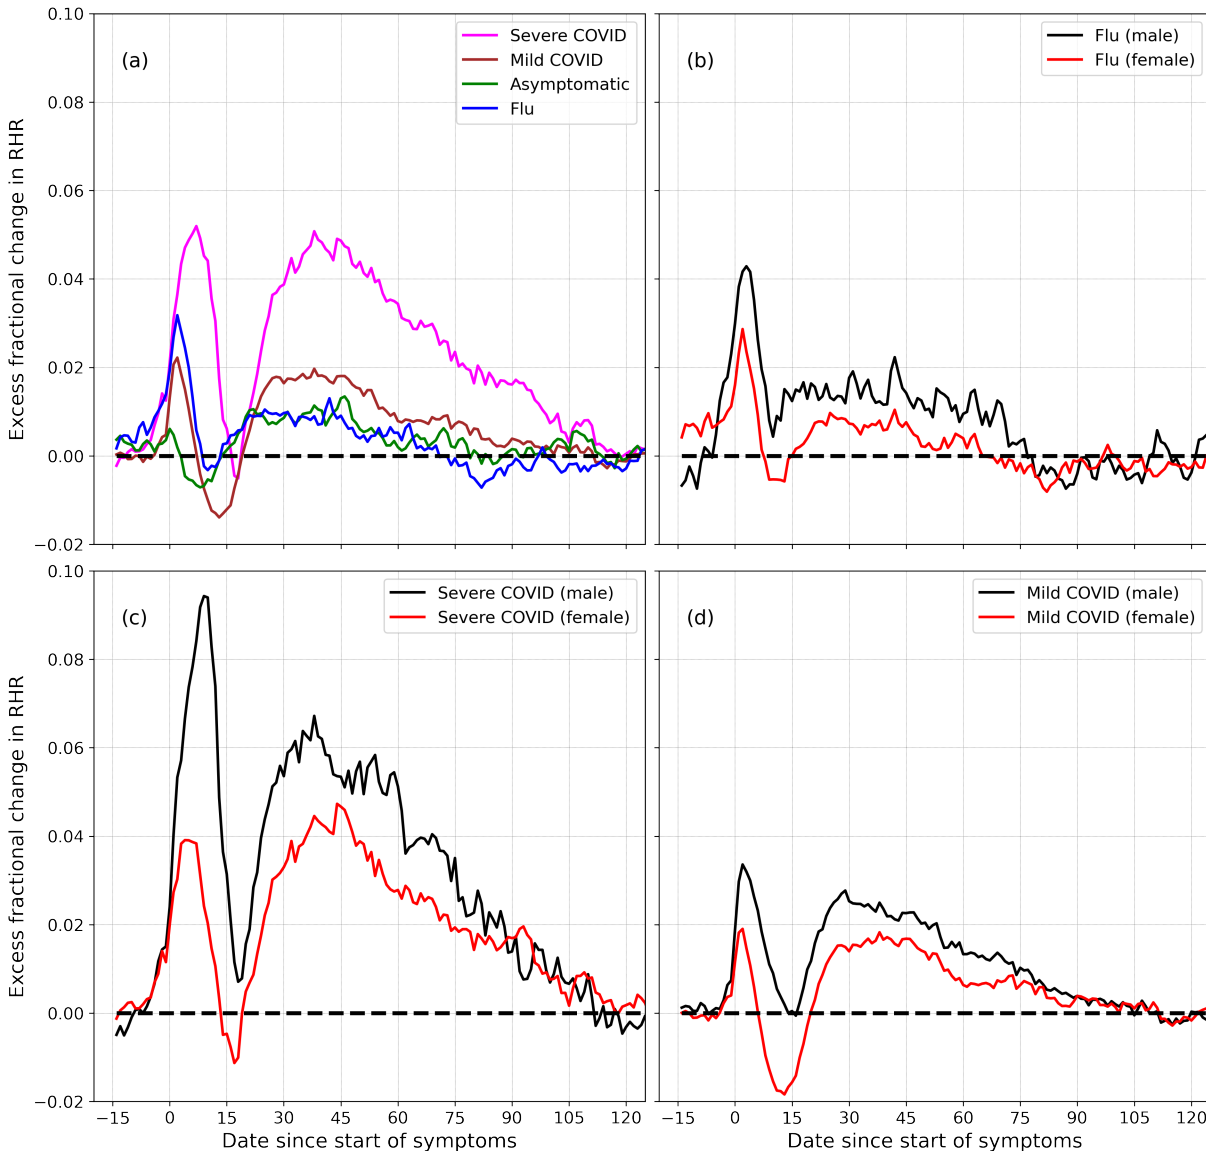 0.10
0.08
0.06
0.04
0.02
0.00
−0.02
Excess fractional change in RHR
(a)
Severe COVID
Mild COVID
Asymptomatic
Flu
(b)
Flu (male)
Flu (female)
0.10
0.08
0.06
0.04
0.02
0.00
−0.02
Excess fractional change in RHR
(c)
Severe COVID (male)
Severe COVID (female)
−15 0 15 30 45 60 75 90 105 120
Date since start of symptoms
(d)
Mild COVID (male)
Mild COVID (female)
−15 0 15 30 45 60 75 90 105 120
Date since start of symptoms